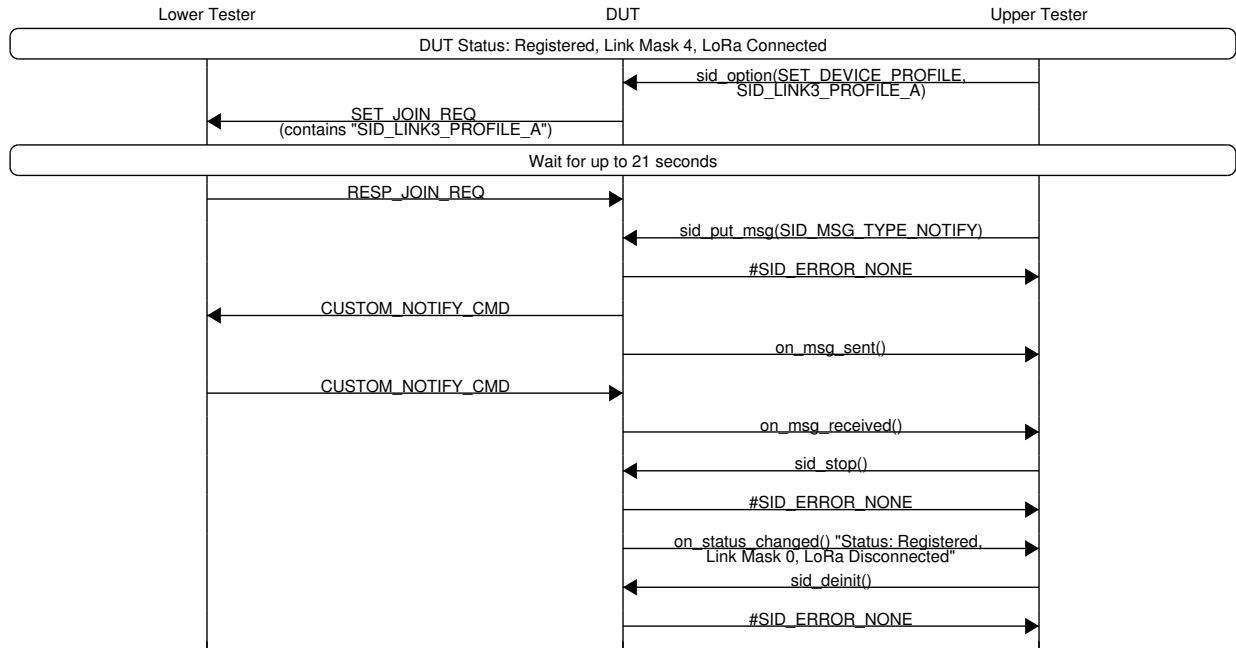 Lower Tester DUT Upper Tester
DUT Status: Registered, Link Mask 4, LoRa Connected
sid_option(SET_DEVICE_PROFILE,
SID_LINK3_PROFILE_A)
SET_JOIN_REQ
(contains "SID_LINK3_PROFILE_A")
Wait for up to 21 seconds
RESP_JOIN_REQ
sid_put_msg(SID_MSG_TYPE_NOTIFY)
#SID_ERROR_NONE
CUSTOM_NOTIFY_CMD
on_msg_sent()
CUSTOM_NOTIFY_CMD
on_msg_received()
sid_stop()
#SID_ERROR_NONE
on_status_changed() "Status: Registered,
Link Mask 0, LoRa Disconnected"
sid_deinit()
#SID_ERROR_NONE